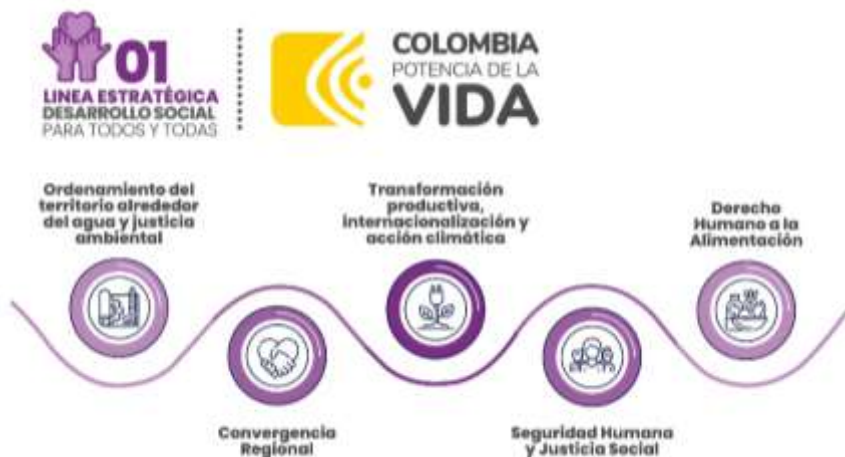 01
LINEA ESTRATÉGICA
DESARROLLO SOCIAL
PARA TODOS Y TODAS
COLOMBIA
POTENCIA DE LA
VIDA
Ordenamiento del
territorio alrededor
del agua y justicia
ambiental
Transformación
productiva,
internacionalización y
acción climática
Derecho
Humano a la
Alimentación
Convergencia
Regional
Seguridad Humana
y Justicia Social